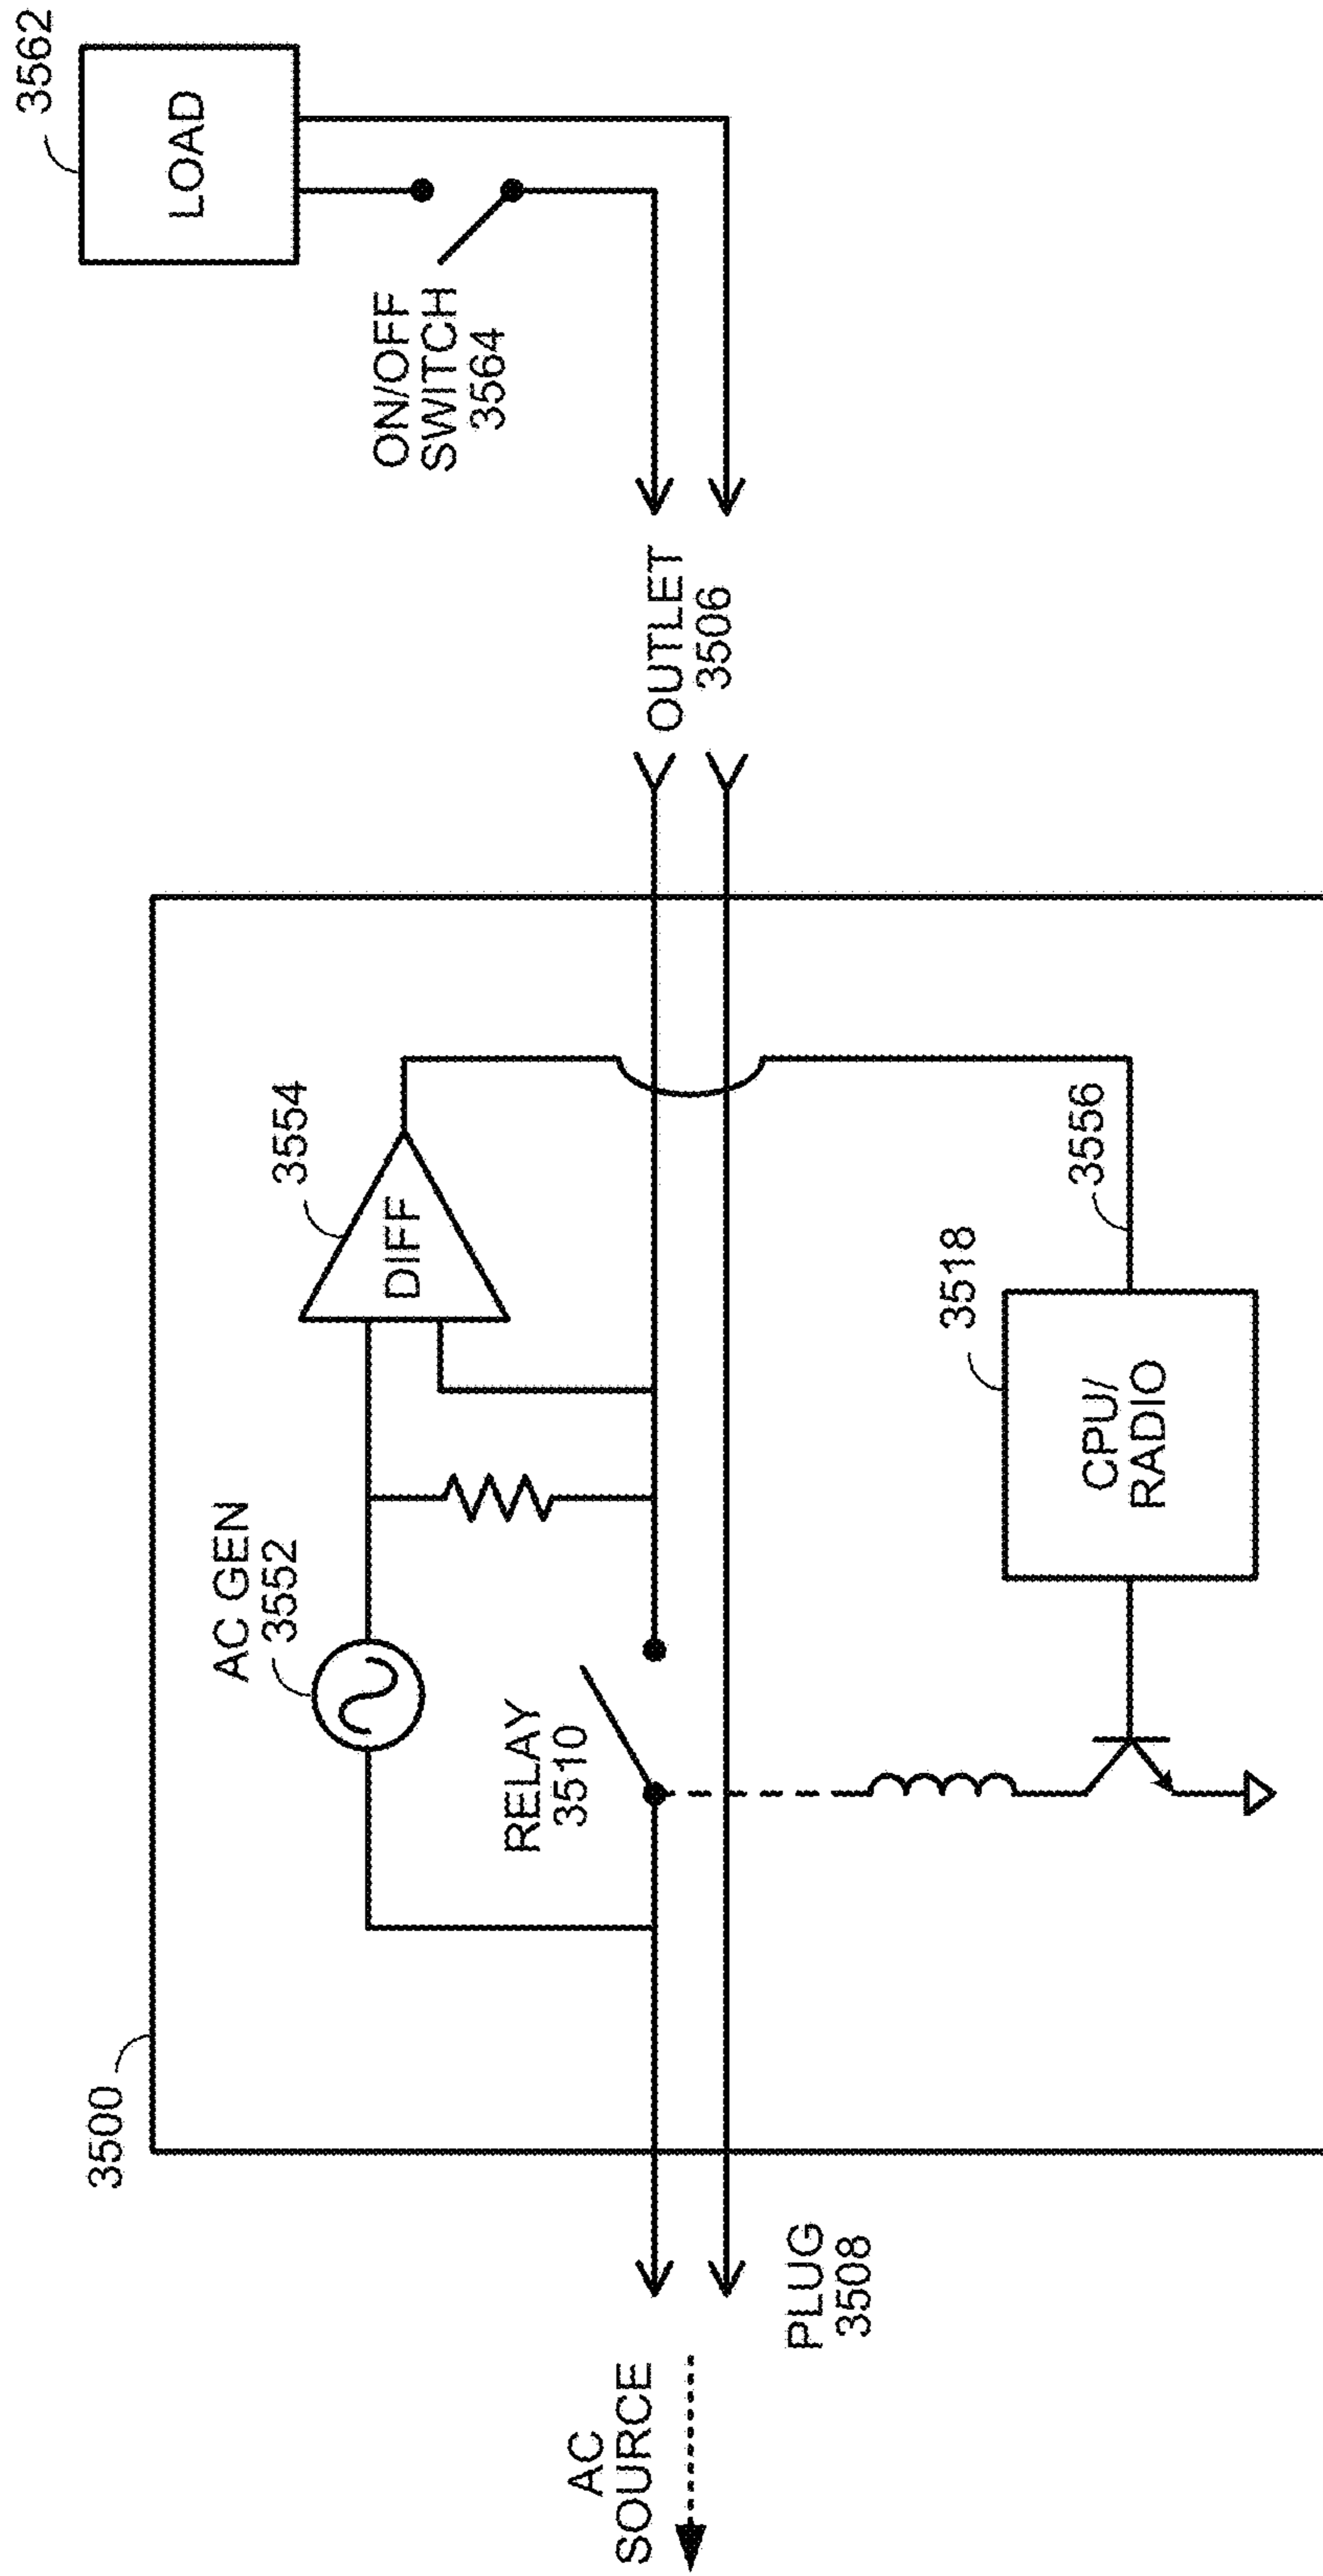 3500
AC GEN
3552
3554
DIFF
RELAY
3510
CPU/
RADIO
3518
3556
AC
SOURCE
PLUG
3508
OUTLET
3506
ON/OFF
SWITCH
3564
LOAD
3562